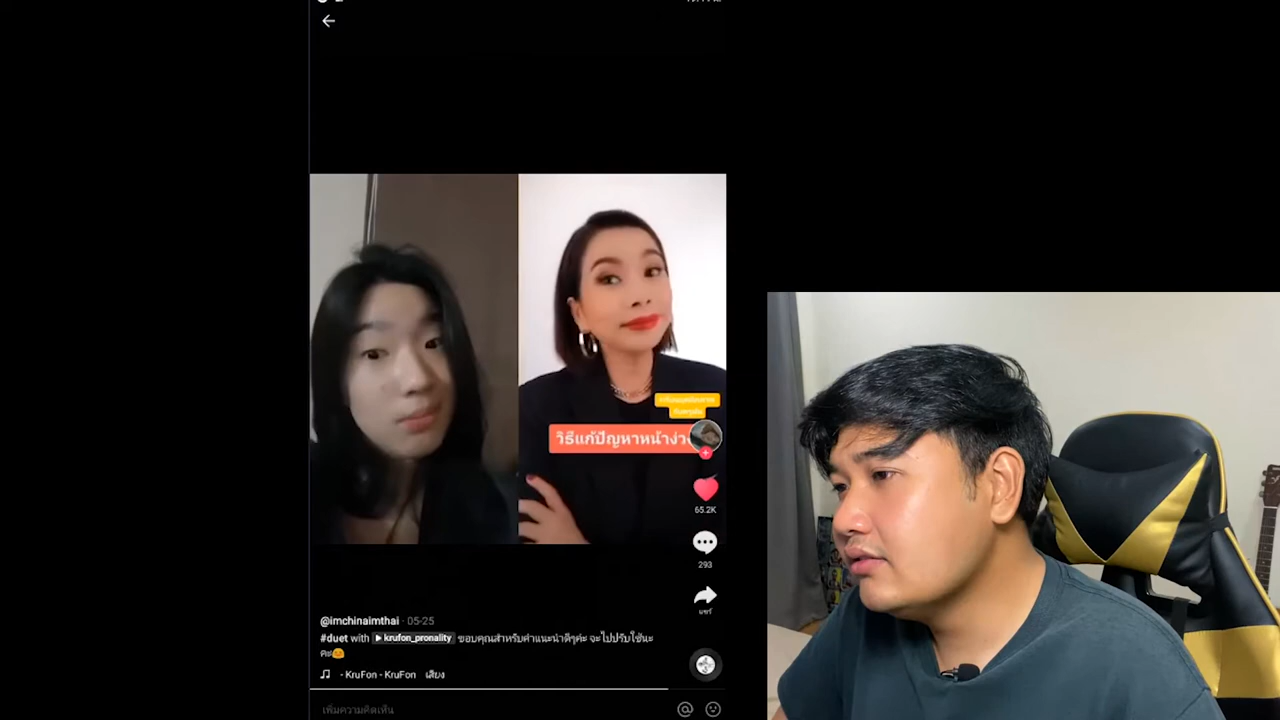 วิธีแก้ปัญหาหน้าง่วง
65.2K
293
แชร์
@imchinaimthai · 05-25
#duet with ▶krufon_pronality ขอบคุณสำหรับคำแนะนำดีๆค่ะ จะไปปรับใช้นะ
คะ😊
♫ - KruFon - KruFon เสียง
เพิ่มความคิดเห็น